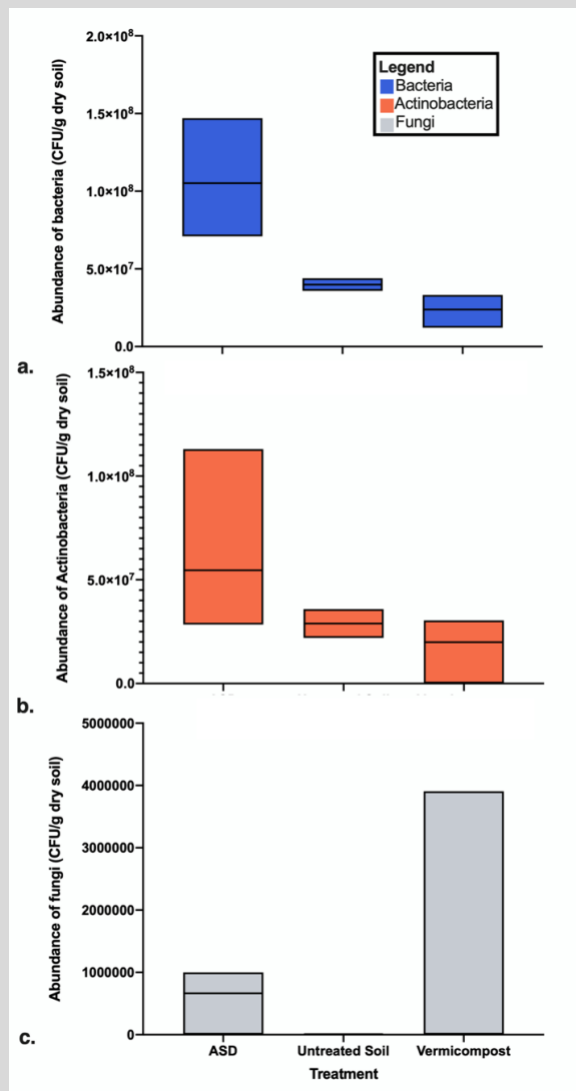 Abundance of bacteria (CFU/g dry soil)
2.0×10⁸
1.5×10⁸
1.0×10⁸
5.0×10⁷
0.0
Legend
Bacteria
Actinobacteria
Fungi
a.
Abundance of Actinobacteria (CFU/g dry soil)
1.5×10⁸
1.0×10⁸
5.0×10⁷
0.0
b.
Abundance of fungi (CFU/g dry soil)
5000000
4000000
3000000
2000000
1000000
0
c.
ASD Untreated Soil Vermicompost
Treatment